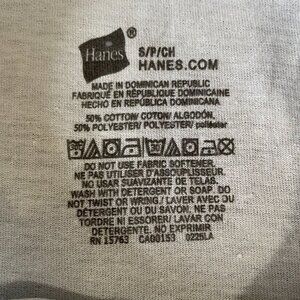 Hanes®
S/P/CH
HANES.COM
MADE IN DOMINICAN REPUBLIC
FABRIQUÉ EN RÉPUBLIQUE DOMINICAINE
HECHO EN REPÚBLICA DOMINICANA
50% COTTON/ COTON/ ALGODÓN,
50% POLYESTER/ POLYESTER/ poliéster
DO NOT USE FABRIC SOFTENER.
NE PAS UTILISER D'ASSOUPLISSEUR.
NO USAR SUAVIZANTE DE TELAS.
WASH WITH DETERGENT OR SOAP. DO
NOT TWIST OR WRING./ LAVER AVEC DU
DÉTERGENT OU DU SAVON. NE PAS
TORDRE NI ESSORER/ LAVAR CON
DETERGENTE. NO EXPRIMIR
RN 15763 CA00153 0225LA